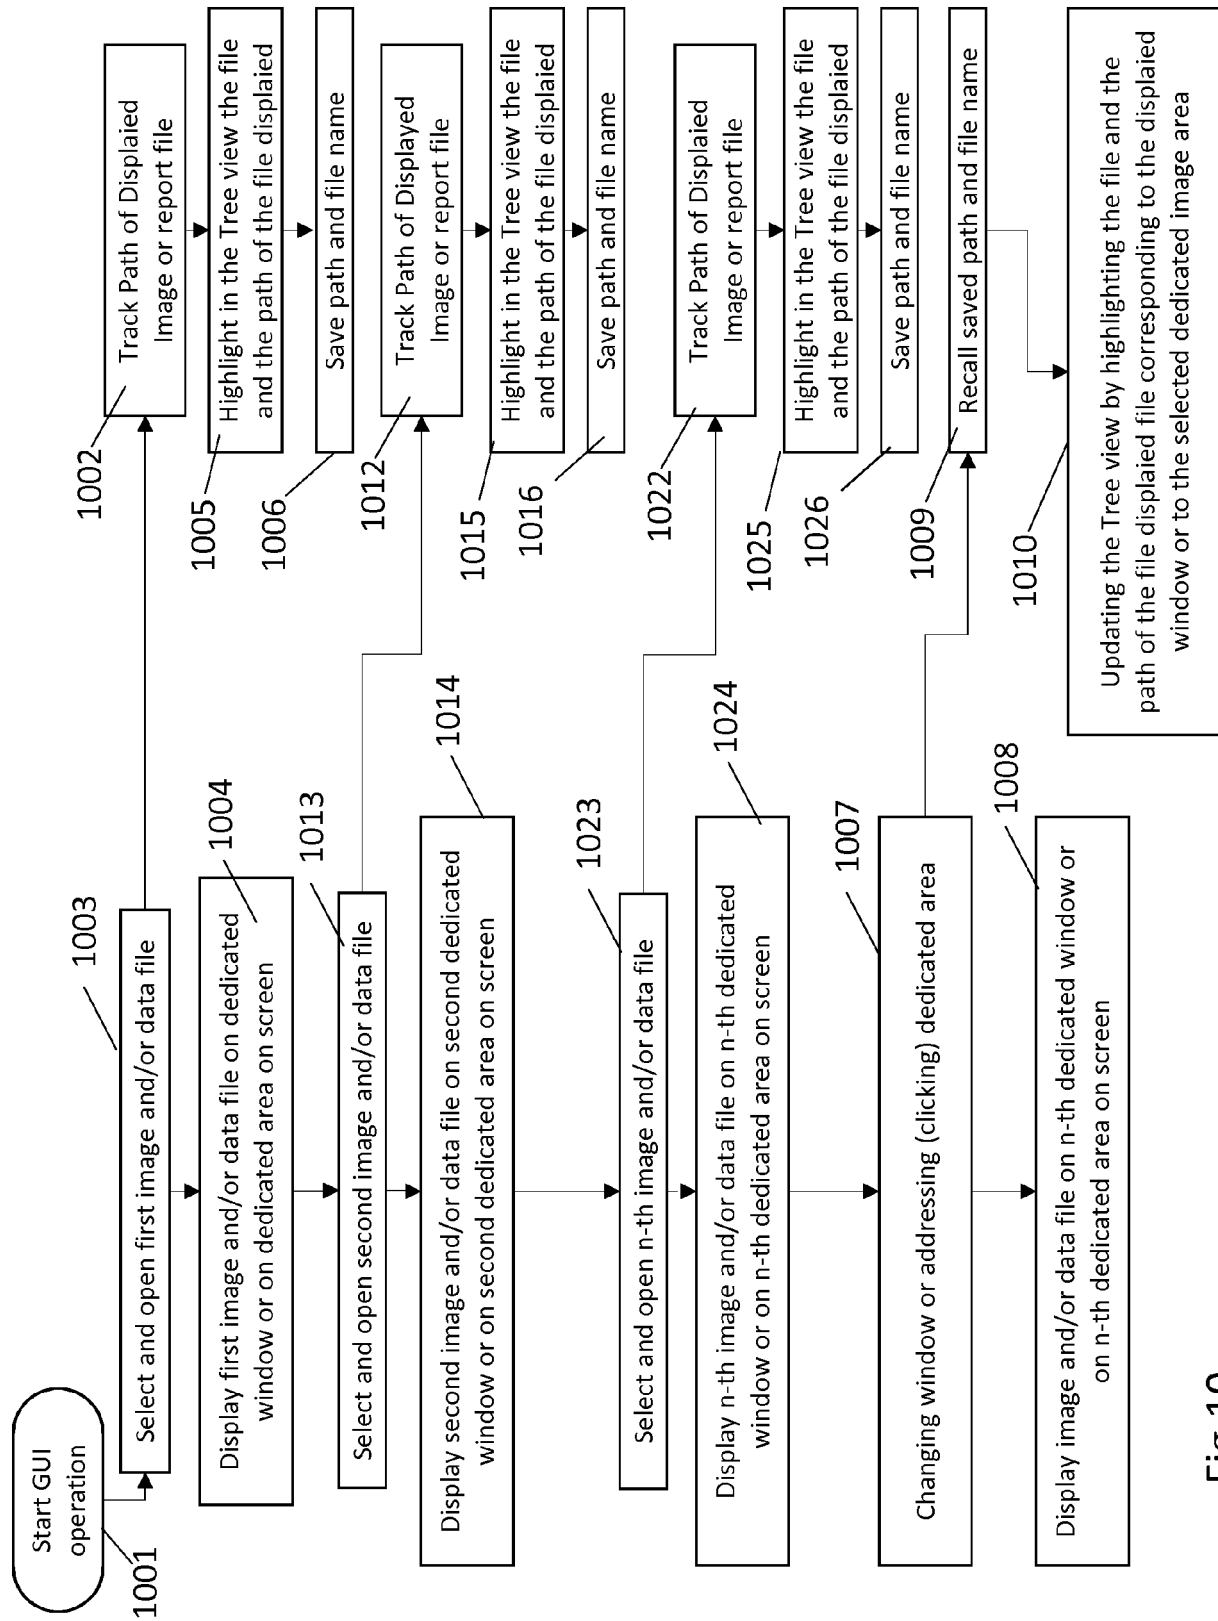 Start GUI
operation
1001
Select and open first image and/or data file
1003
Display first image and/or data file on dedicated
window or on dedicated area on screen
1004
Select and open second image and/or data file
1013
Display second image and/or data file on second dedicated
window or on second dedicated area on screen
1014
Select and open n-th image and/or data file
1023
Display n-th image and/or data file on n-th dedicated
window or on n-th dedicated area on screen
1024
Changing window or addressing (clicking) dedicated area
1007
Display image and/or data file on n-th dedicated window or
on n-th dedicated area on screen
1008
1002
Track Path of Displaied
Image or report file
1005
Highlight in the Tree view the file
and the path of the file displaied
1006
Save path and file name
1012
Track Path of Displayed
Image or report file
1015
Highlight in the Tree view the file
and the path of the file displaied
1016
Save path and file name
1022
Track Path of Displaied
Image or report file
1025
Highlight in the Tree view the file
and the path of the file displaied
1026
Save path and file name
1009
Recall saved path and file name
1010
Updating the Tree view by highlighting the file and the
path of the file displaied file corresponding to the displaied
window or to the selected dedicated image area
Fig.10